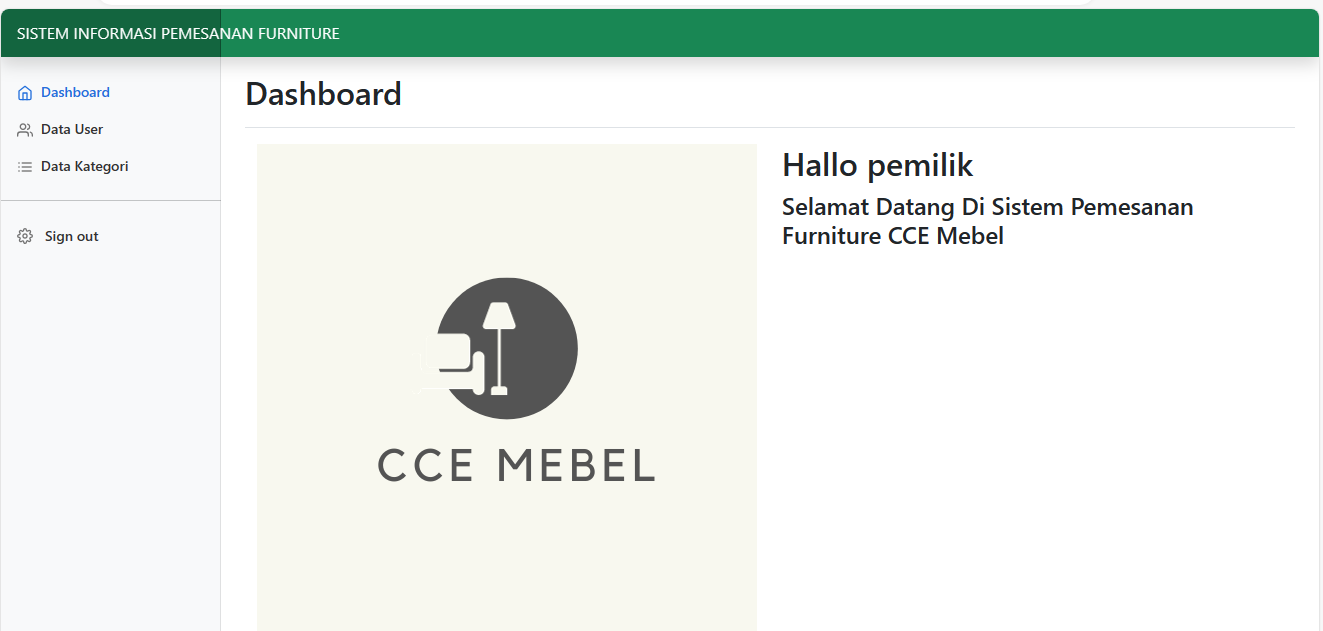 SISTEM INFORMASI PEMESANAN FURNITURE
Dashboard
Data User
Data Kategori
Sign out
Dashboard
Hallo pemilik
Selamat Datang Di Sistem Pemesanan
Furniture CCE Mebel
CCE MEBEL